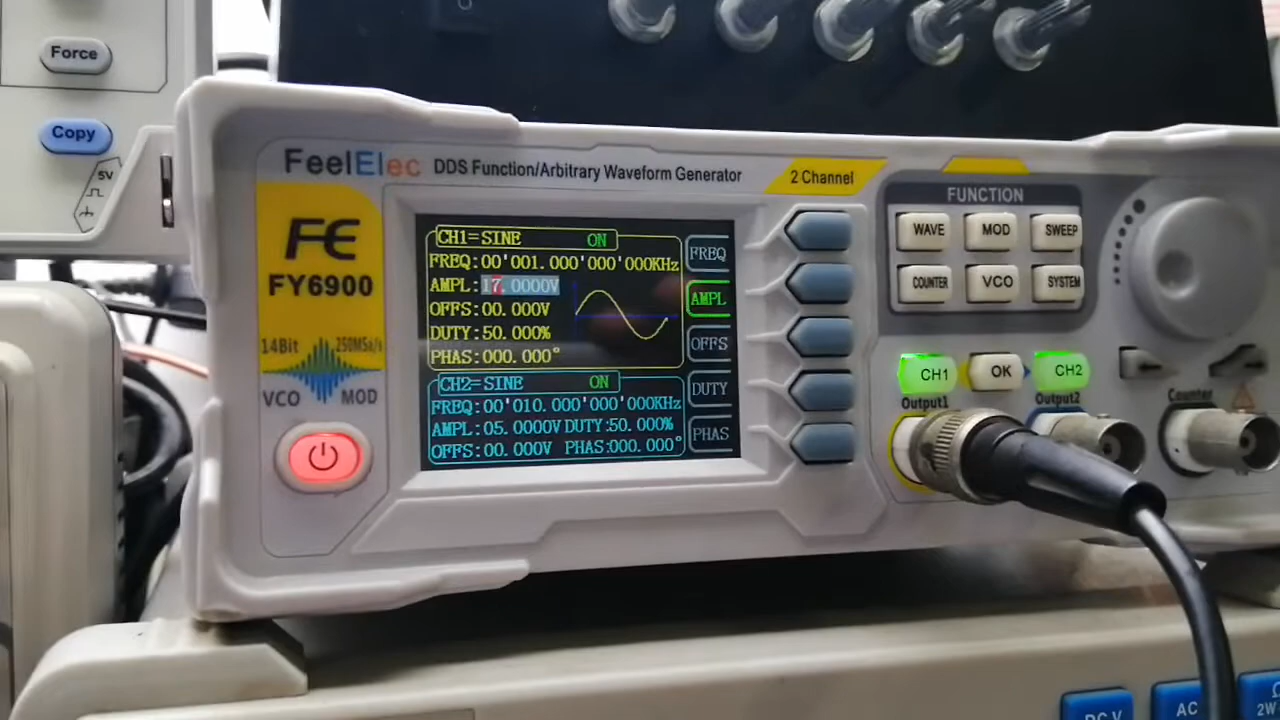 Force
Copy
5V
FeelElec DDS Function/Arbitrary Waveform Generator
2 Channel
FE
FY6900
14Bit 250MSa/s
VCO MOD
CH1=SINE ON
FREQ:00'001.000'000'000KHz
AMPL:17.0000V
OFFS:00.000V
DUTY:50.000%
PHAS:000.000°
CH2=SINE ON
FREQ:00'010.000'000'000KHz
AMPL:05.0000V DUTY:50.000%
OFFS:00.000V PHAS:000.000°
FREQ
AMPL
OFFS
DUTY
PHAS
FUNCTION
WAVE MOD SWEEP
COUNTER VCO SYSTEM
CH1 OK CH2
Output1 Output2 Counter
DC V AC
2W